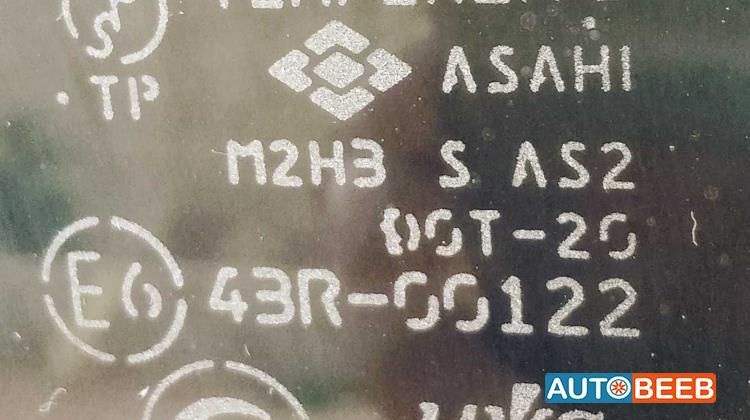 TP
ASAHI
M2H3 S AS2
DOT-20
E6 43R-00122
AUTOBEEB